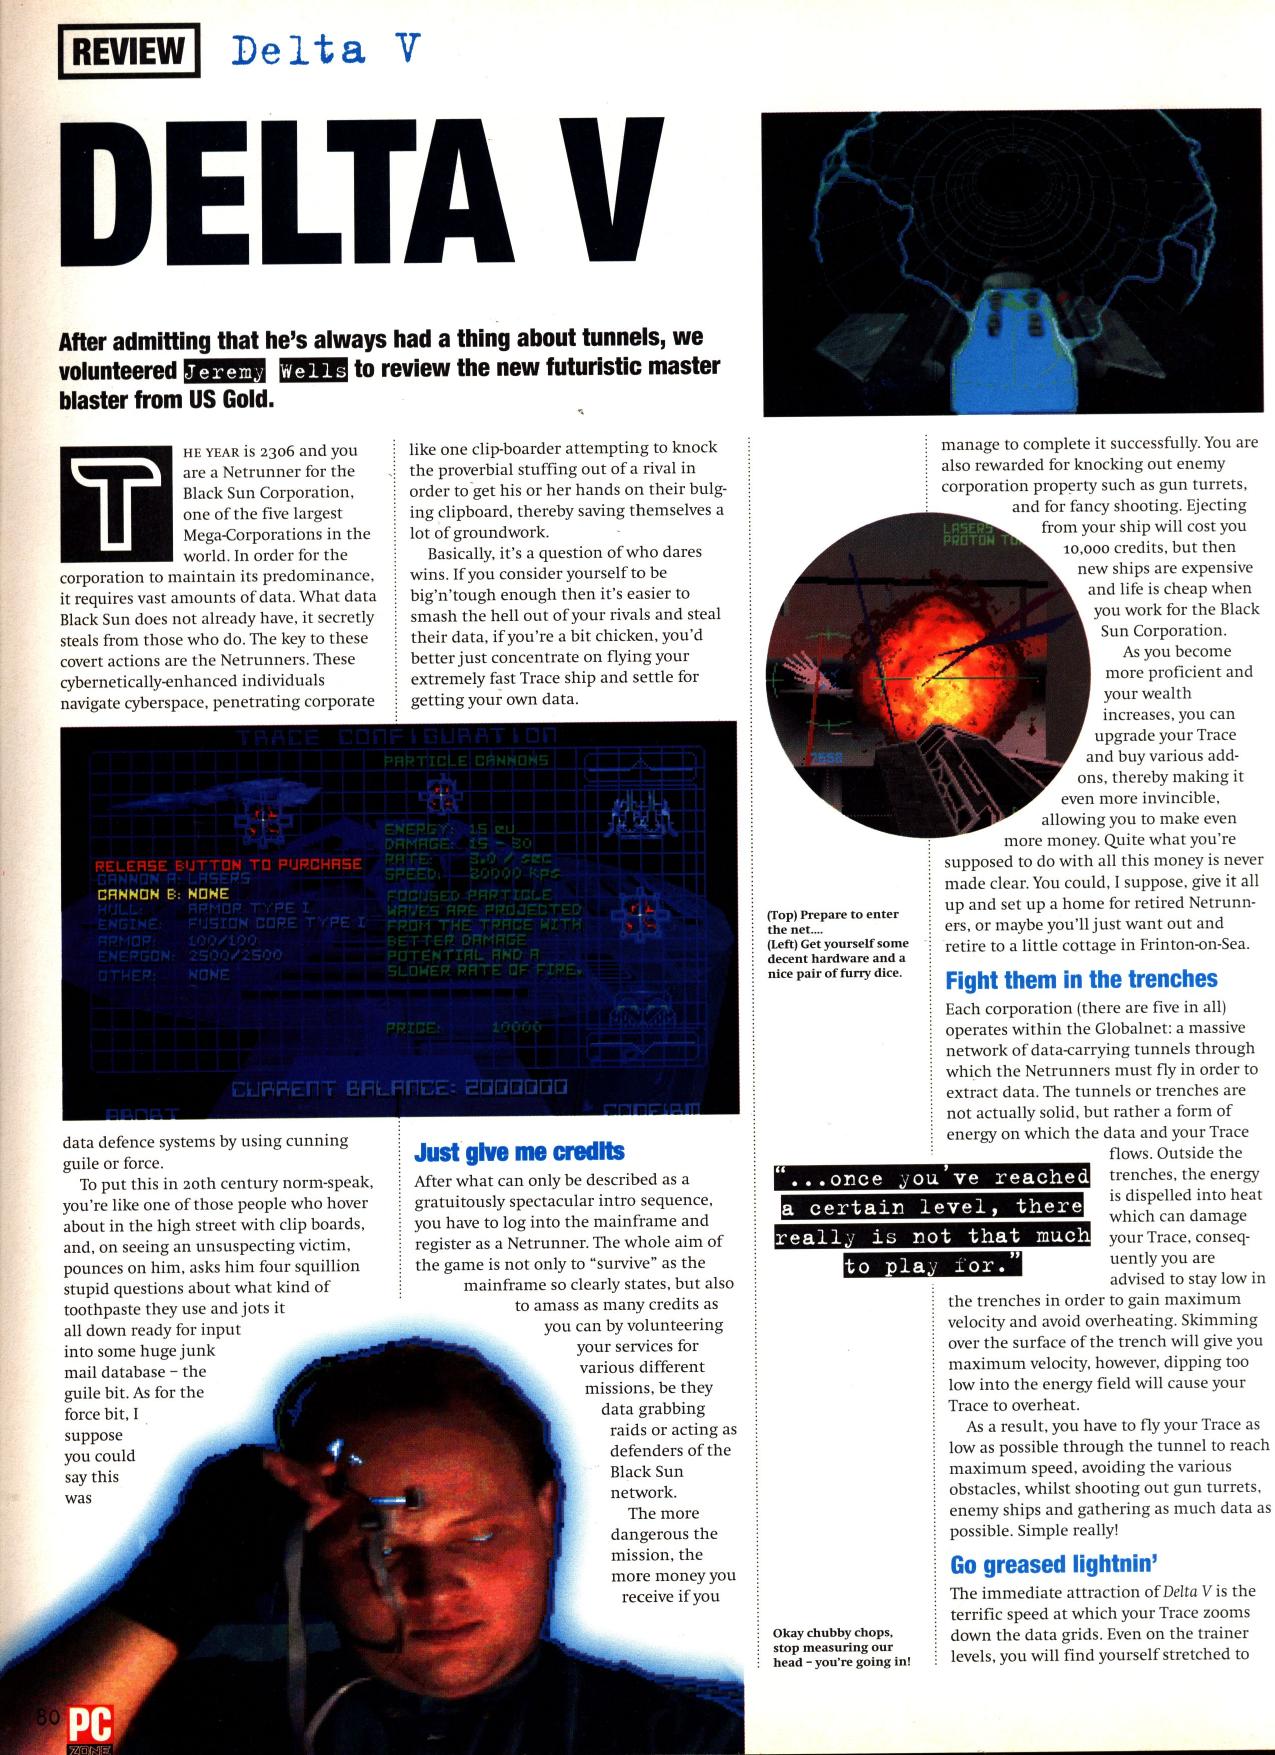 REVIEW Delta V
DELTA V
After admitting that he's always had a thing about tunnels, we
volunteered Jeremy Wells to review the new futuristic master
blaster from US Gold.
THE YEAR is 2306 and you
are a Netrunner for the
Black Sun Corporation,
one of the five largest
Mega-Corporations in the
world. In order for the
corporation to maintain its predominance,
it requires vast amounts of data. What data
Black Sun does not already have, it secretly
steals from those who do. The key to these
covert actions are the Netrunners. These
cybernetically-enhanced individuals
navigate cyberspace, penetrating corporate
TRACE CONFIGURATION
PARTICLE CANNONS
ENERGY: 15 EU
DAMAGE: 15 - 30
RATE: 3.0 / SEC
SPEED: 30000 KPS
RELEASE BUTTON TO PURCHASE
CANNON A: LASERS
CANNON B: NONE
HULL: ARMOR TYPE I
ENGINE: FUSION CORE TYPE I
ARMOR: 100/100
ENERGON: 2500/2500
OTHER: NONE
FOCUSED PARTICLE
WAVES ARE PROJECTED
FROM THE TRACE WITH
BETTER DAMAGE
POTENTIAL AND A
SLOWER RATE OF FIRE.
PRICE: 10000
CURRENT BALANCE: 2000000
ABORT
CONFIRM
data defence systems by using cunning
guile or force.
To put this in 20th century norm-speak,
you're like one of those people who hover
about in the high street with clip boards,
and, on seeing an unsuspecting victim,
pounces on him, asks him four squillion
stupid questions about what kind of
toothpaste they use and jots it
all down ready for input
into some huge junk
mail database – the
guile bit. As for the
force bit, I
suppose
you could
say this
was
like one clip-boarder attempting to knock
the proverbial stuffing out of a rival in
order to get his or her hands on their bulg-
ing clipboard, thereby saving themselves a
lot of groundwork.
Basically, it's a question of who dares
wins. If you consider yourself to be
big'n'tough enough then it's easier to
smash the hell out of your rivals and steal
their data, if you're a bit chicken, you'd
better just concentrate on flying your
extremely fast Trace ship and settle for
getting your own data.
Just give me credits
After what can only be described as a
gratuitously spectacular intro sequence,
you have to log into the mainframe and
register as a Netrunner. The whole aim of
the game is not only to “survive” as the
mainframe so clearly states, but also
to amass as many credits as
you can by volunteering
your services for
various different
missions, be they
data grabbing
raids or acting as
defenders of the
Black Sun
network.
The more
dangerous the
mission, the
more money you
receive if you
LASERS
PROTON TO
7558
(Top) Prepare to enter
the net....
(Left) Get yourself some
decent hardware and a
nice pair of furry dice.
manage to complete it successfully. You are
also rewarded for knocking out enemy
corporation property such as gun turrets,
and for fancy shooting. Ejecting
from your ship will cost you
10,000 credits, but then
new ships are expensive
and life is cheap when
you work for the Black
Sun Corporation.
As you become
more proficient and
your wealth
increases, you can
upgrade your Trace
and buy various add-
ons, thereby making it
even more invincible,
allowing you to make even
more money. Quite what you're
supposed to do with all this money is never
made clear. You could, I suppose, give it all
up and set up a home for retired Netrunn-
ers, or maybe you'll just want out and
retire to a little cottage in Frinton-on-Sea.
Fight them in the trenches
Each corporation (there are five in all)
operates within the Globalnet: a massive
network of data-carrying tunnels through
which the Netrunners must fly in order to
extract data. The tunnels or trenches are
not actually solid, but rather a form of
energy on which the data and your Trace
flows. Outside the
trenches, the energy
is dispelled into heat
which can damage
your Trace, conseq-
uently you are
advised to stay low in
the trenches in order to gain maximum
velocity and avoid overheating. Skimming
over the surface of the trench will give you
maximum velocity, however, dipping too
low into the energy field will cause your
Trace to overheat.
As a result, you have to fly your Trace as
low as possible through the tunnel to reach
maximum speed, avoiding the various
obstacles, whilst shooting out gun turrets,
enemy ships and gathering as much data as
possible. Simple really!
“...once you've reached
a certain level, there
really is not that much
to play for.”
Go greased lightnin'
The immediate attraction of Delta V is the
terrific speed at which your Trace zooms
down the data grids. Even on the trainer
levels, you will find yourself stretched to
Okay chubby chops,
stop measuring our
head – you're going in!
80 PC
ZONE